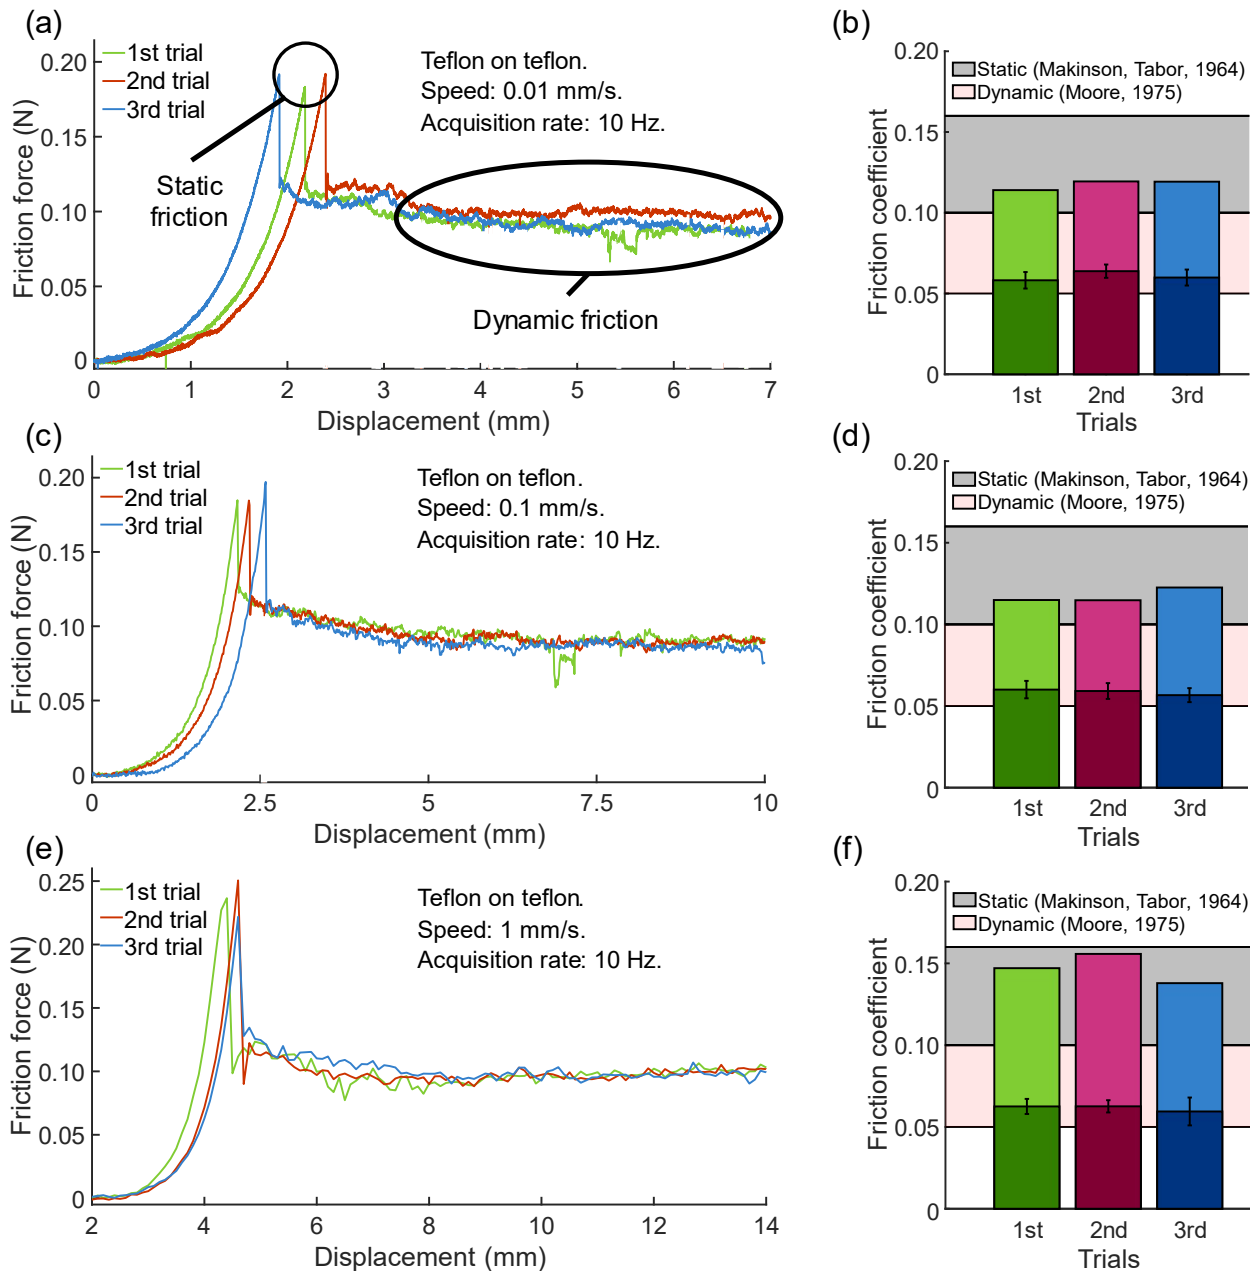 (a)
1st trial
2nd trial
3rd trial
Teflon on teflon.
Speed: 0.01 mm/s.
Acquisition rate: 10 Hz.
Static
friction
Dynamic friction
Friction force (N)
0.20
0.15
0.10
0.05
0
0 1 2 3 4 5 6 7
Displacement (mm)
(b)
Static (Makinson, Tabor, 1964)
Dynamic (Moore, 1975)
Friction coefficient
0.20
0.15
0.10
0.05
0
1st 2nd 3rd
Trials
(c)
1st trial
2nd trial
3rd trial
Teflon on teflon.
Speed: 0.1 mm/s.
Acquisition rate: 10 Hz.
Friction force (N)
0.20
0.15
0.10
0.05
0
0 2.5 5 7.5 10
Displacement (mm)
(d)
Static (Makinson, Tabor, 1964)
Dynamic (Moore, 1975)
Friction coefficient
0.20
0.15
0.10
0.05
0
1st 2nd 3rd
Trials
(e)
1st trial
2nd trial
3rd trial
Teflon on teflon.
Speed: 1 mm/s.
Acquisition rate: 10 Hz.
Friction force (N)
0.25
0.20
0.15
0.10
0.05
0
2 4 6 8 10 12 14
Displacement (mm)
(f)
Static (Makinson, Tabor, 1964)
Dynamic (Moore, 1975)
Friction coefficient
0.20
0.15
0.10
0.05
0
1st 2nd 3rd
Trials